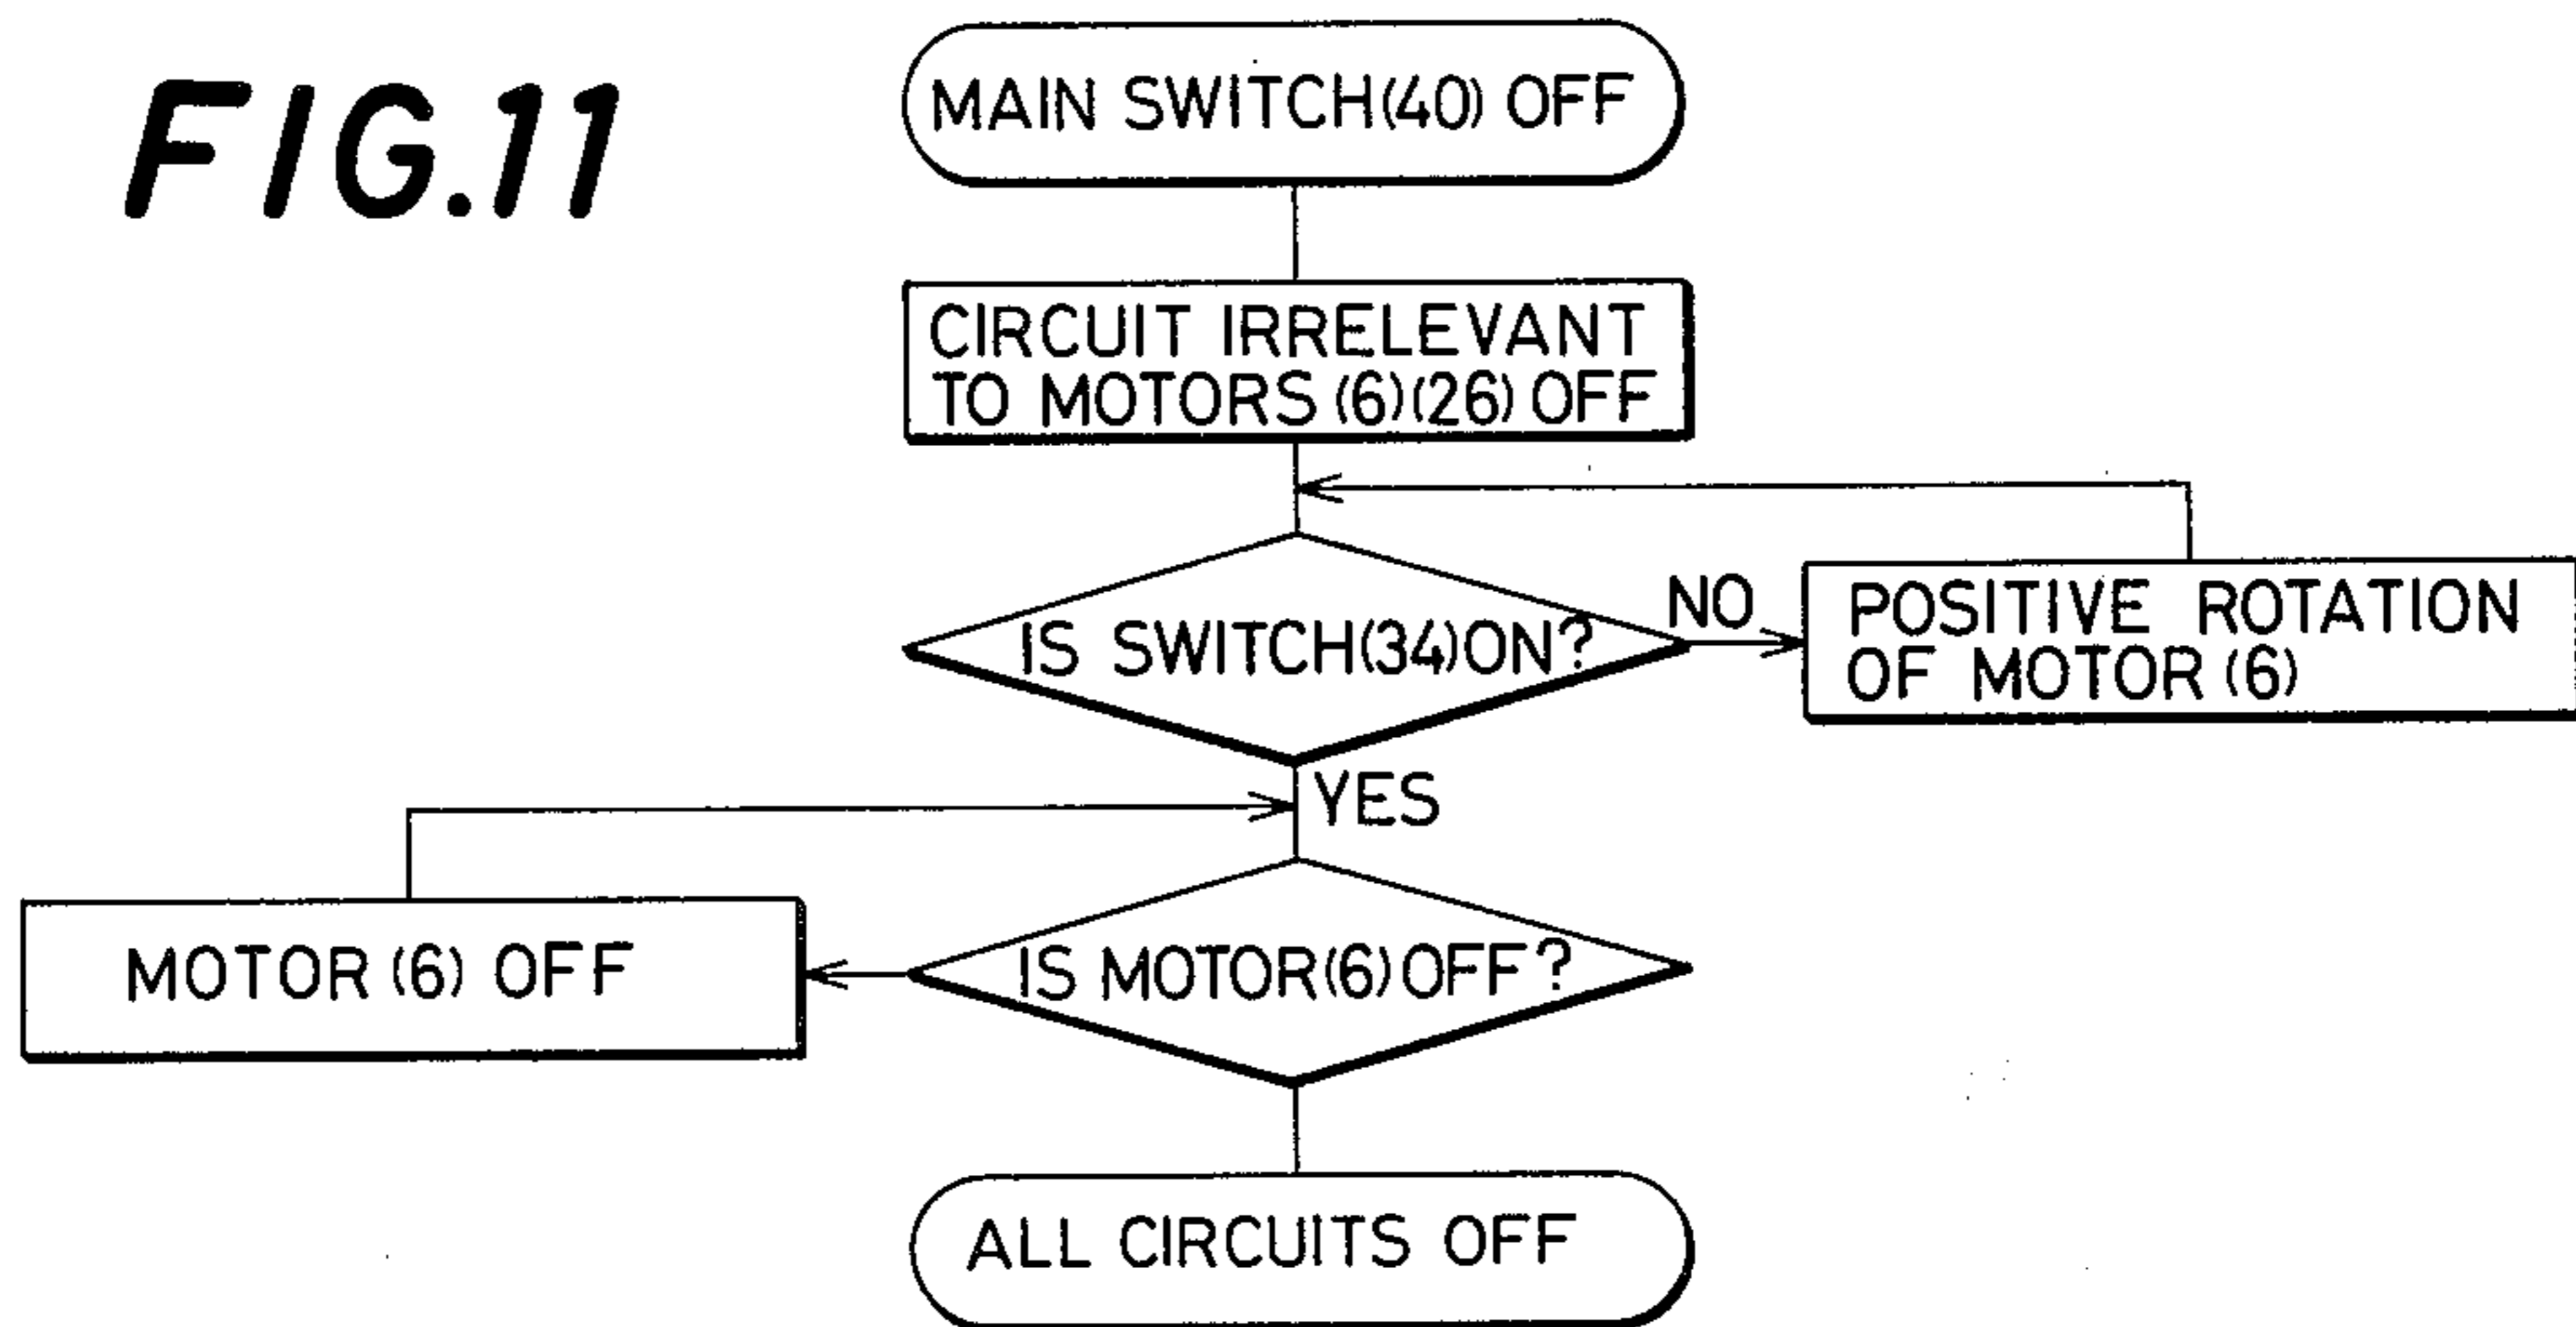 FIG.11
MAIN SWITCH(40) OFF
CIRCUIT IRRELEVANT
TO MOTORS (6)(26) OFF
IS SWITCH(34)ON?
NO
POSITIVE ROTATION
OF MOTOR (6)
YES
IS MOTOR(6)OFF?
MOTOR (6) OFF
ALL CIRCUITS OFF